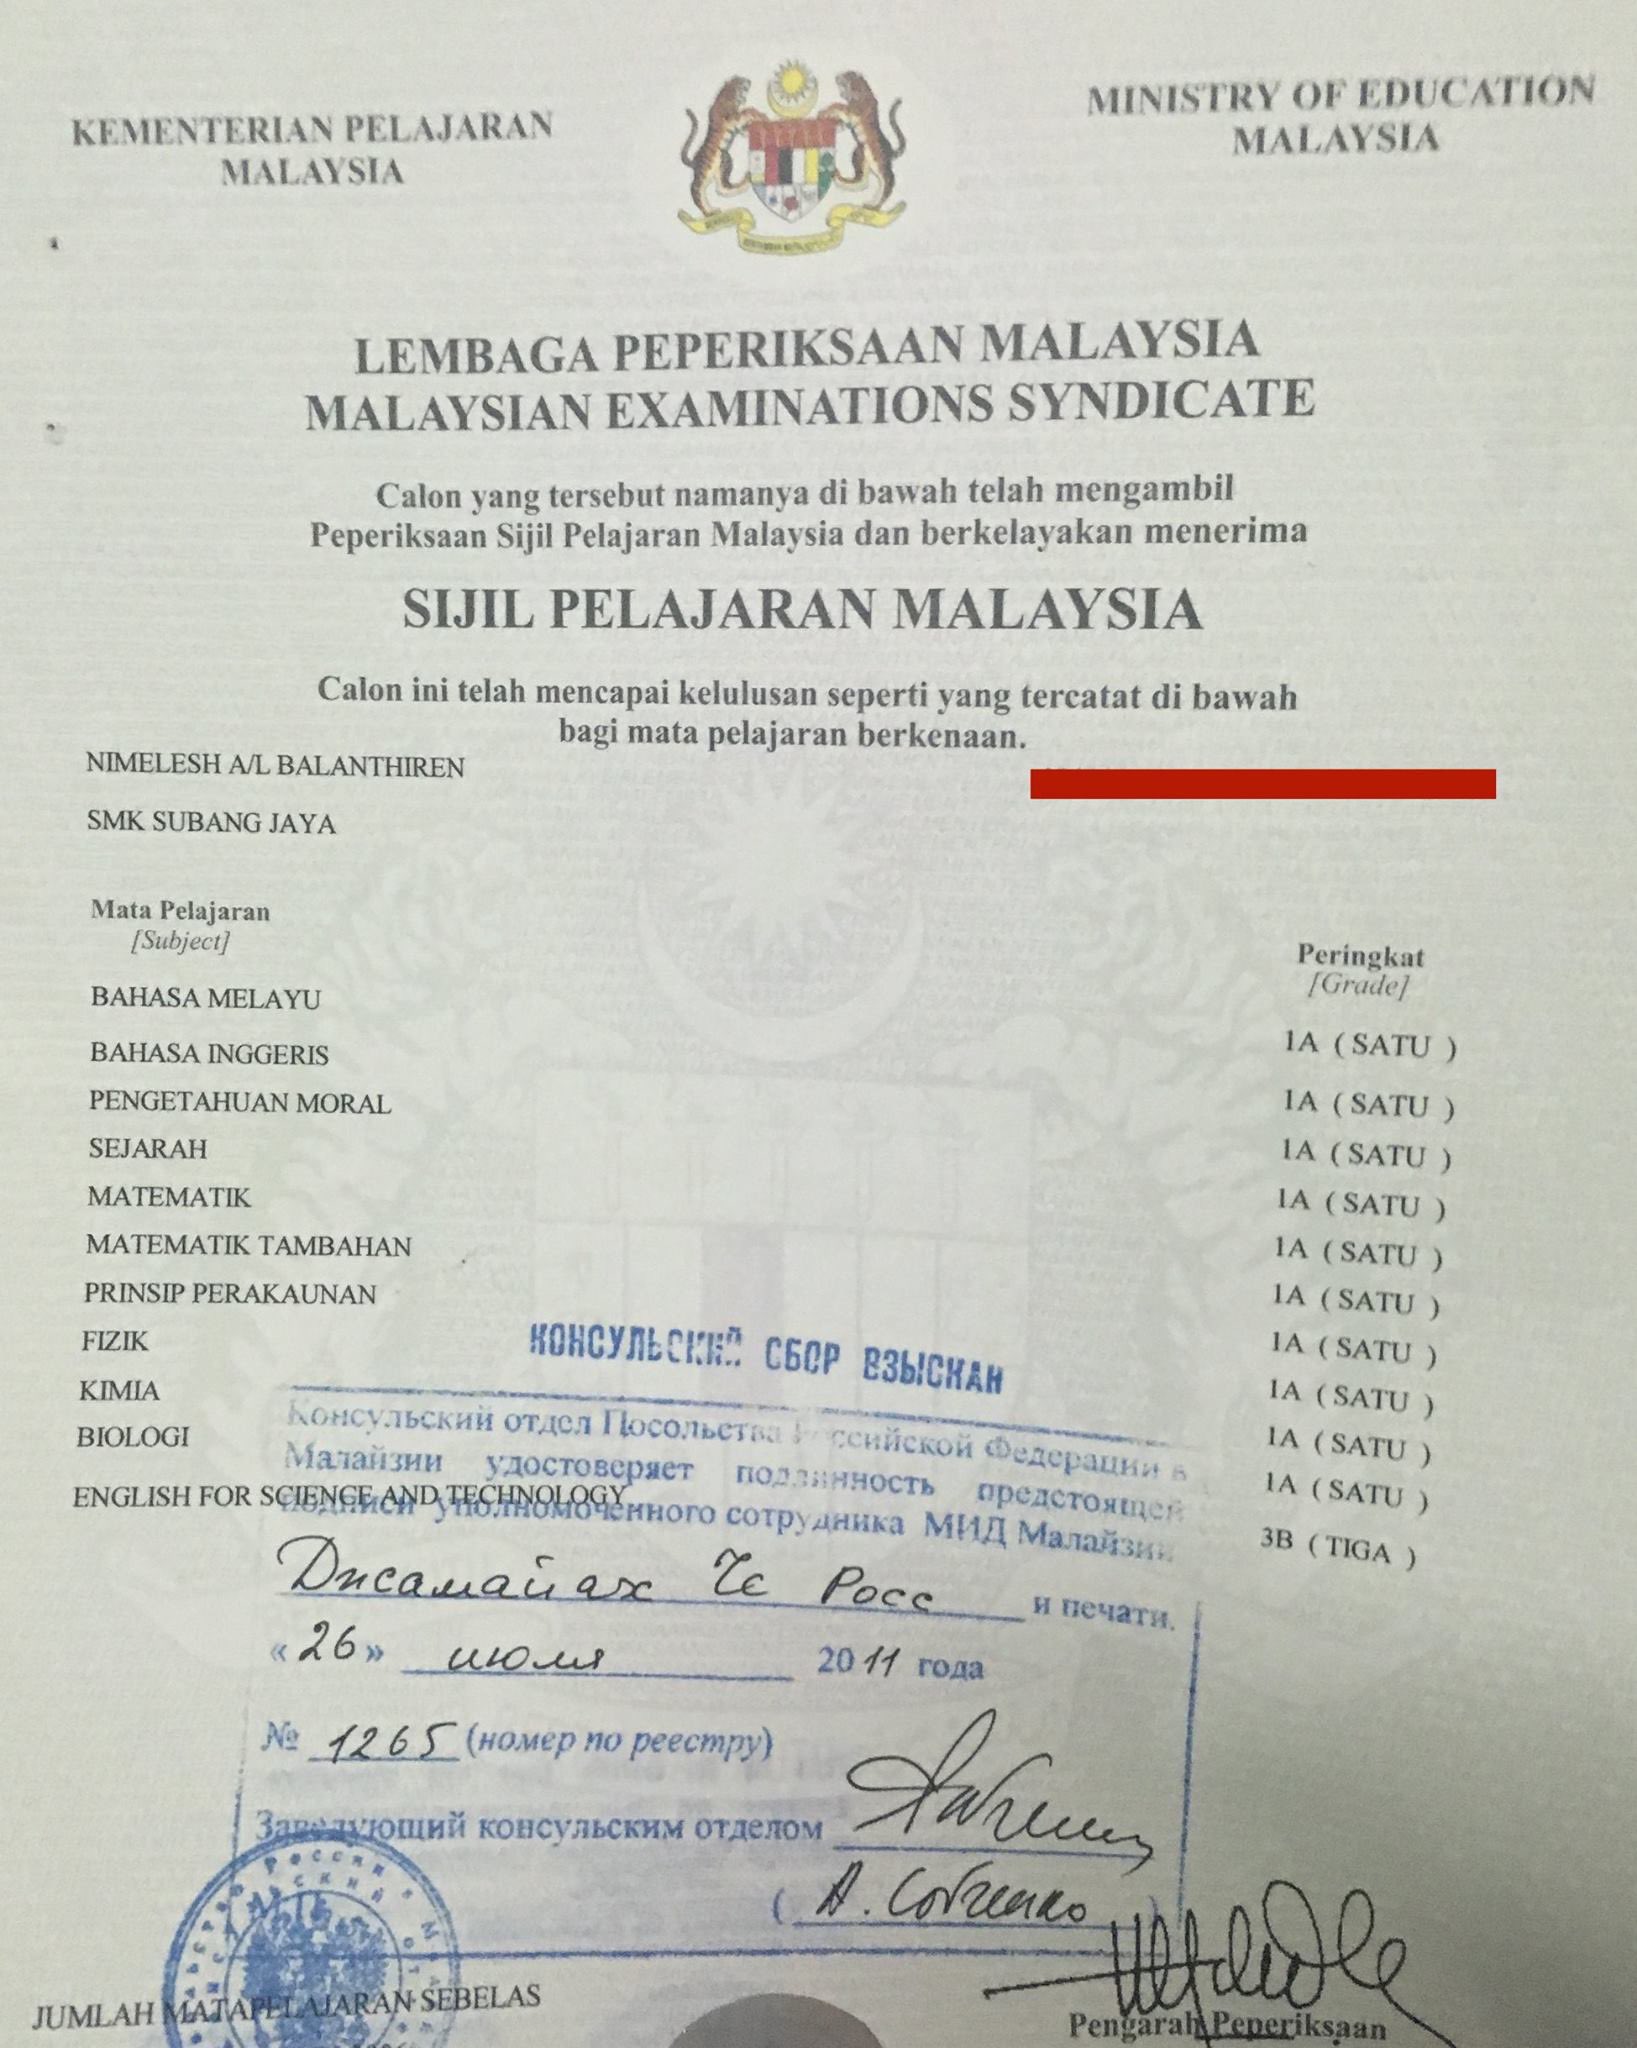 KEMENTERIAN PELAJARAN
MALAYSIA
MINISTRY OF EDUCATION
MALAYSIA
LEMBAGA PEPERIKSAAN MALAYSIA
MALAYSIAN EXAMINATIONS SYNDICATE
Calon yang tersebut namanya di bawah telah mengambil
Peperiksaan Sijil Pelajaran Malaysia dan berkelayakan menerima
SIJIL PELAJARAN MALAYSIA
Calon ini telah mencapai kelulusan seperti yang tercatat di bawah
bagi mata pelajaran berkenaan.
NIMELESH A/L BALANTHIREN
SMK SUBANG JAYA
Mata Pelajaran
[Subject]
Peringkat
[Grade]
BAHASA MELAYU 1A ( SATU )
BAHASA INGGERIS 1A ( SATU )
PENGETAHUAN MORAL 1A ( SATU )
SEJARAH 1A ( SATU )
MATEMATIK 1A ( SATU )
MATEMATIK TAMBAHAN 1A ( SATU )
PRINSIP PERAKAUNAN 1A ( SATU )
FIZIK 1A ( SATU )
KIMIA 1A ( SATU )
BIOLOGI 1A ( SATU )
ENGLISH FOR SCIENCE AND TECHNOLOGY 3B ( TIGA )
КОНСУЛЬСКИЙ СБОР ВЗЫСКАН
Консульский отдел Посольства Российской Федерации в
Малайзии удостоверяет подлинность предстоящей
подписи уполномоченного сотрудника МИД Малайзии
Джамайах Че Росс и печати.
«26» июля 2011 года
№ 1265 (номер по реестру)
Заведующий консульским отделом
JUMLAH MATAPELAJARAN SEBELAS
Pengarah Peperiksaan